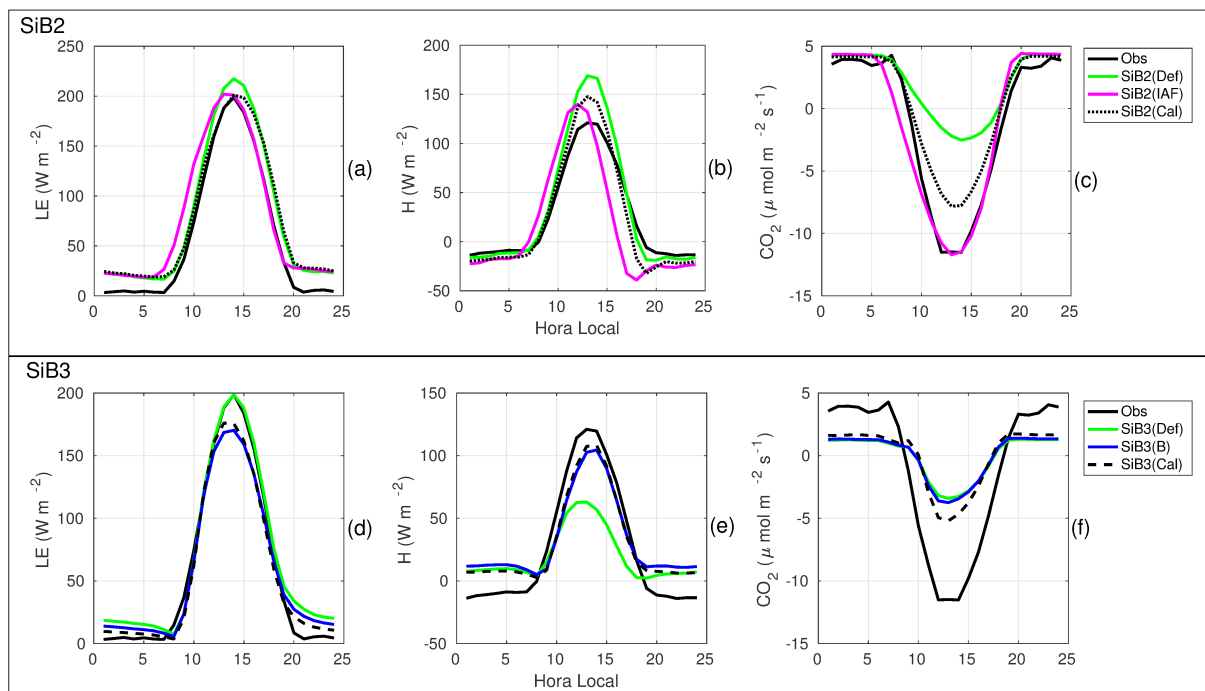 SiB2
LE (W m -2)
250
200
150
100
50
0
0 5 10 15 20 25
(a)
H (W m -2)
200
150
100
50
0
-50
0 5 10 15 20 25
Hora Local
(b)
CO2 (μ mol m -2 s-1)
5
0
-5
-10
-15
0 5 10 15 20 25
(c)
Obs
SiB2(Def)
SiB2(IAF)
SiB2(Cal)
SiB3
LE (W m -2)
200
150
100
50
0
0 5 10 15 20 25
(d)
H (W m -2)
150
100
50
0
-50
0 5 10 15 20 25
Hora Local
(e)
CO2 (μ mol m -2 s-1)
5
0
-5
-10
-15
0 5 10 15 20 25
(f)
Obs
SiB3(Def)
SiB3(B)
SiB3(Cal)